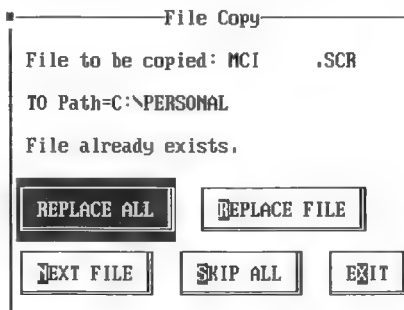 File Copy
File to be copied: MCI     .SCR
TO Path=C:\PERSONAL
File already exists.
REPLACE ALL REPLACE FILE
NEXT FILE SKIP ALL EXIT